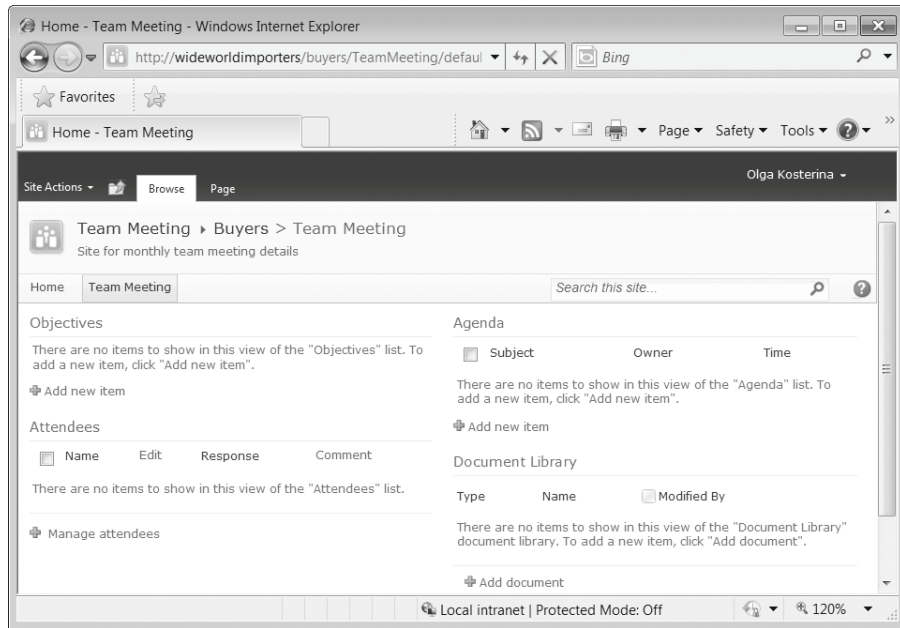 Home - Team Meeting - Windows Internet Explorer
http://wideworldimporters/buyers/TeamMeeting/defaul
Bing
Favorites
Home - Team Meeting
Page
Safety
Tools
»
Olga Kosterina
Site Actions
Browse
Page
Team Meeting ▸ Buyers > Team Meeting
Site for monthly team meeting details
Home
Team Meeting
Search this site...
Objectives
There are no items to show in this view of the "Objectives" list. To
add a new item, click "Add new item".
Add new item
Attendees
Name Edit Response Comment
There are no items to show in this view of the "Attendees" list.
Manage attendees
Agenda
Subject Owner Time
There are no items to show in this view of the "Agenda" list. To
add a new item, click "Add new item".
Add new item
Document Library
Type Name Modified By
There are no items to show in this view of the "Document Library"
document library. To add a new item, click "Add document".
Add document
Local intranet | Protected Mode: Off
120%